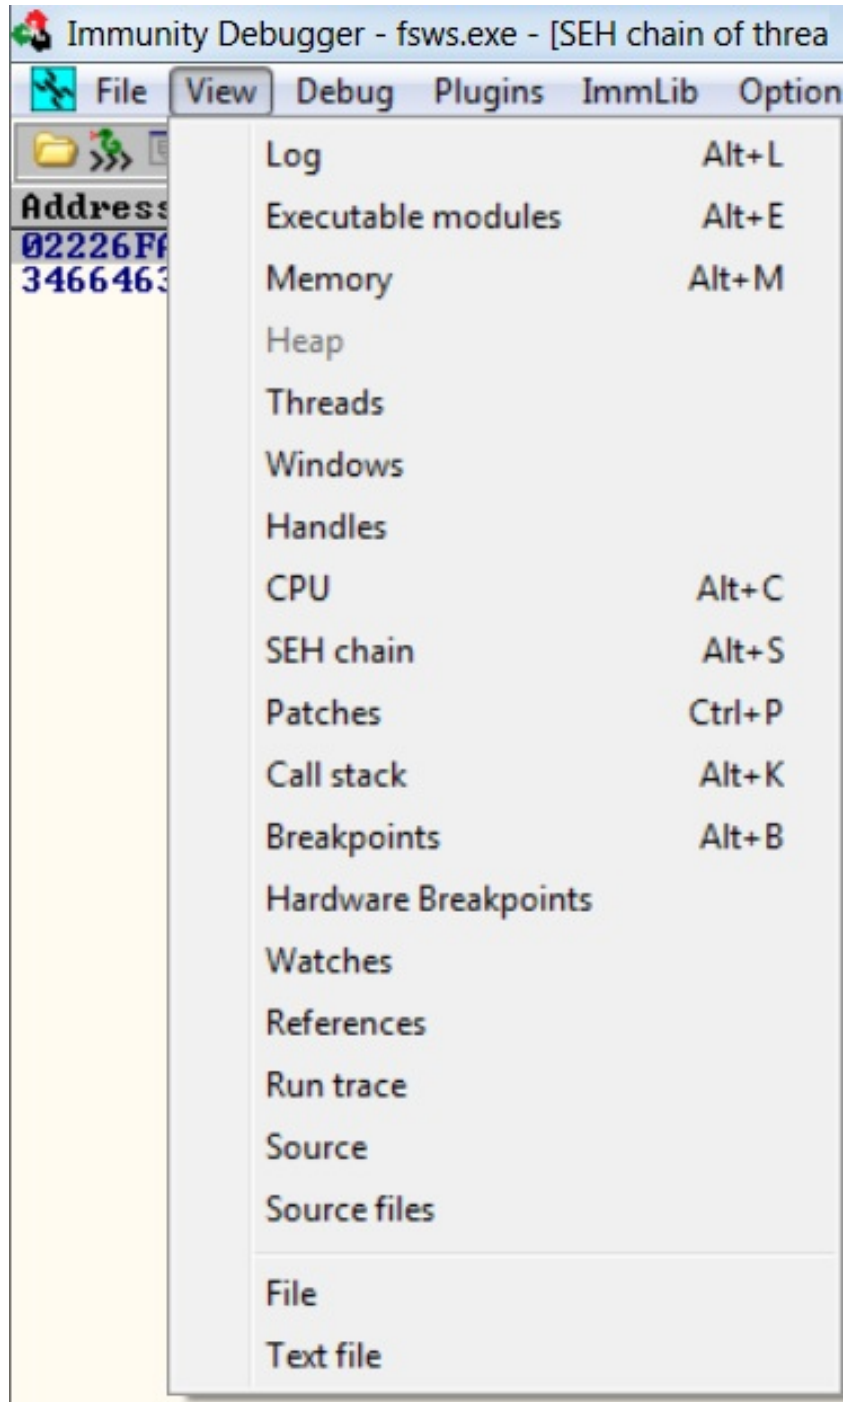 Immunity Debugger - fsws.exe - [SEH chain of threa
File View Debug Plugins ImmLib Option
Address
02226FA
3466463
Log Alt+L
Executable modules Alt+E
Memory Alt+M
Heap
Threads
Windows
Handles
CPU Alt+C
SEH chain Alt+S
Patches Ctrl+P
Call stack Alt+K
Breakpoints Alt+B
Hardware Breakpoints
Watches
References
Run trace
Source
Source files
File
Text file